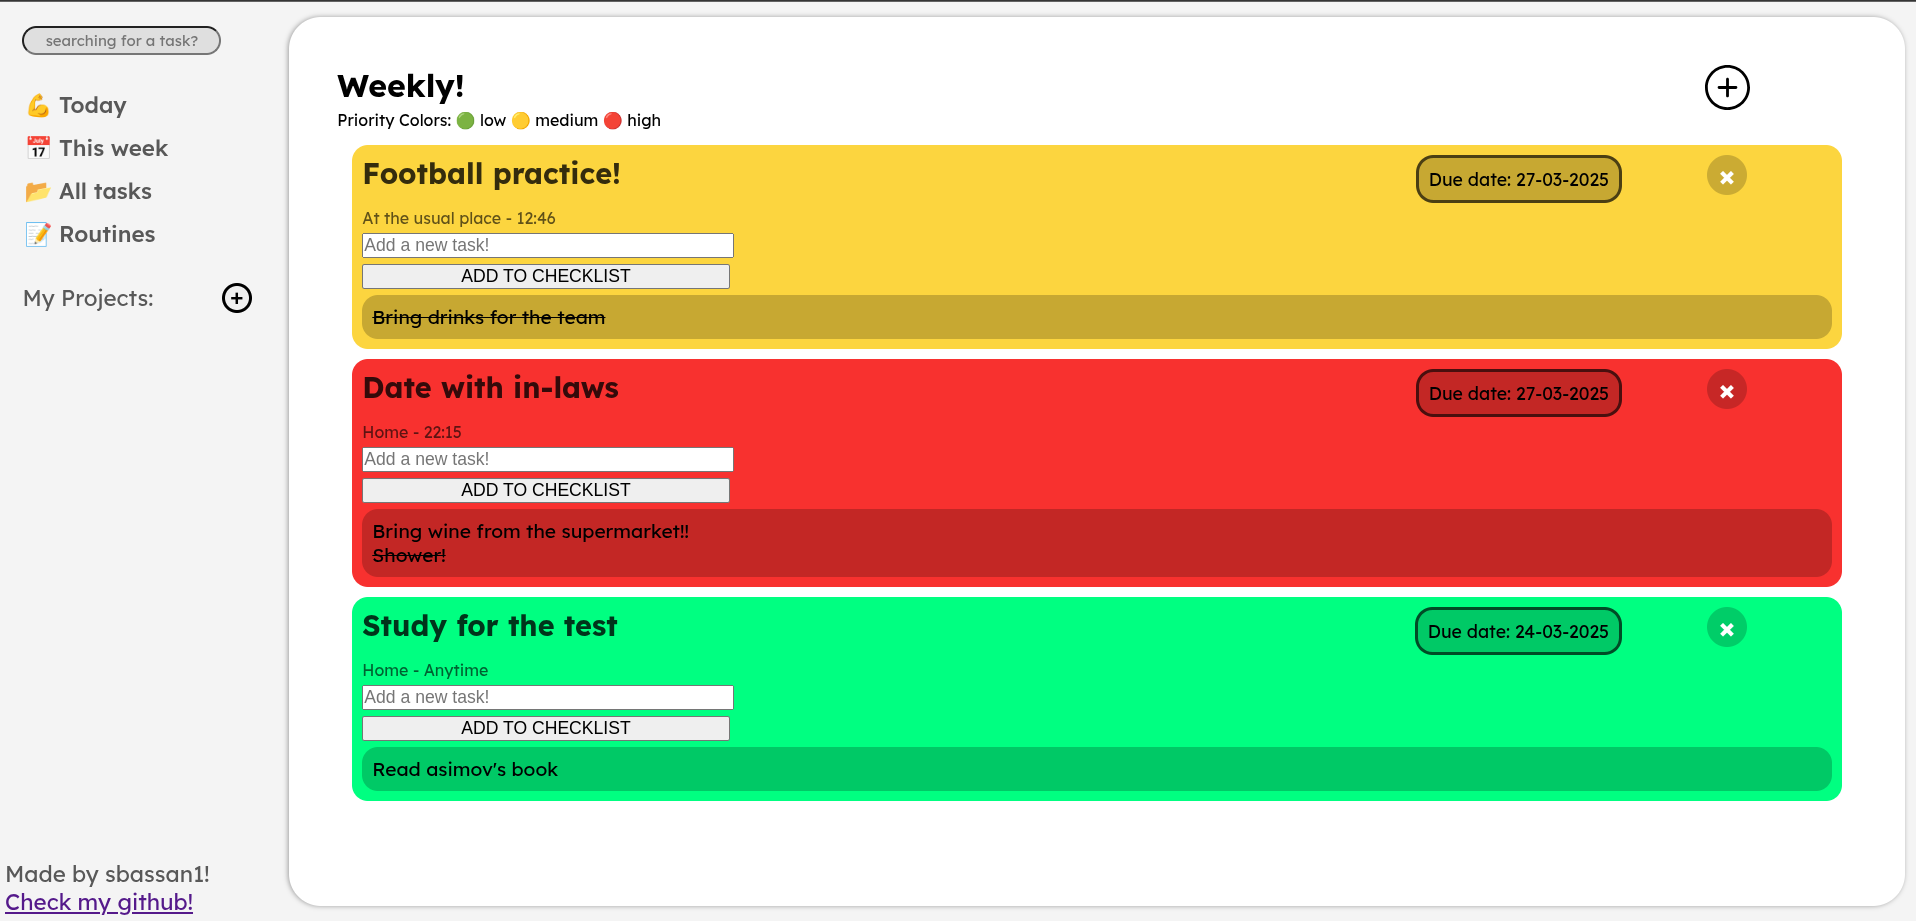 searching for a task?
💪 Today
📅 This week
📂 All tasks
📝 Routines
My Projects:
Made by sbassan1!
Check my github!
Weekly!
Priority Colors: 🟢 low 🟡 medium 🔴 high
Football practice!
Due date: 27-03-2025
At the usual place - 12:46
Add a new task!
ADD TO CHECKLIST
Bring drinks for the team
Date with in-laws
Due date: 27-03-2025
Home - 22:15
Add a new task!
ADD TO CHECKLIST
Bring wine from the supermarket!!
Shower!
Study for the test
Due date: 24-03-2025
Home - Anytime
Add a new task!
ADD TO CHECKLIST
Read asimov's book